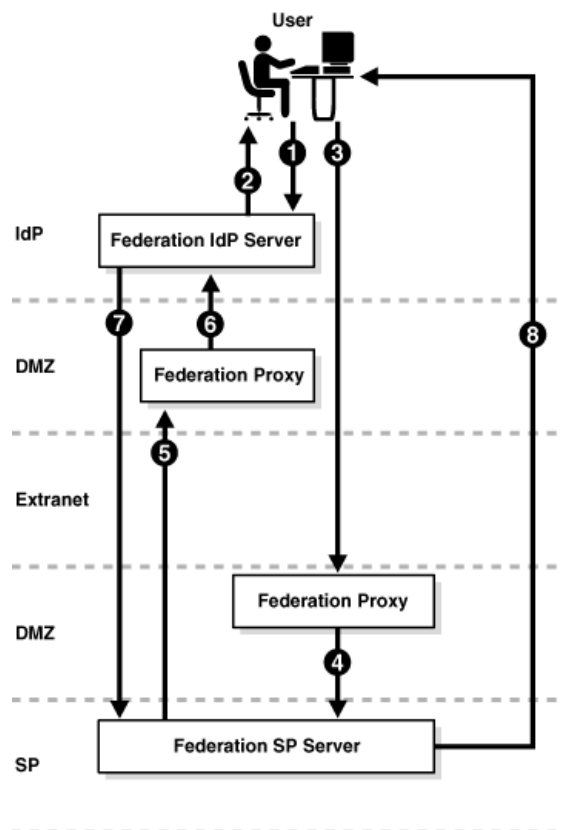 User
1
3
2
IdP
Federation IdP Server
7
6
8
DMZ
Federation Proxy
5
Extranet
Federation Proxy
DMZ
4
Federation SP Server
SP